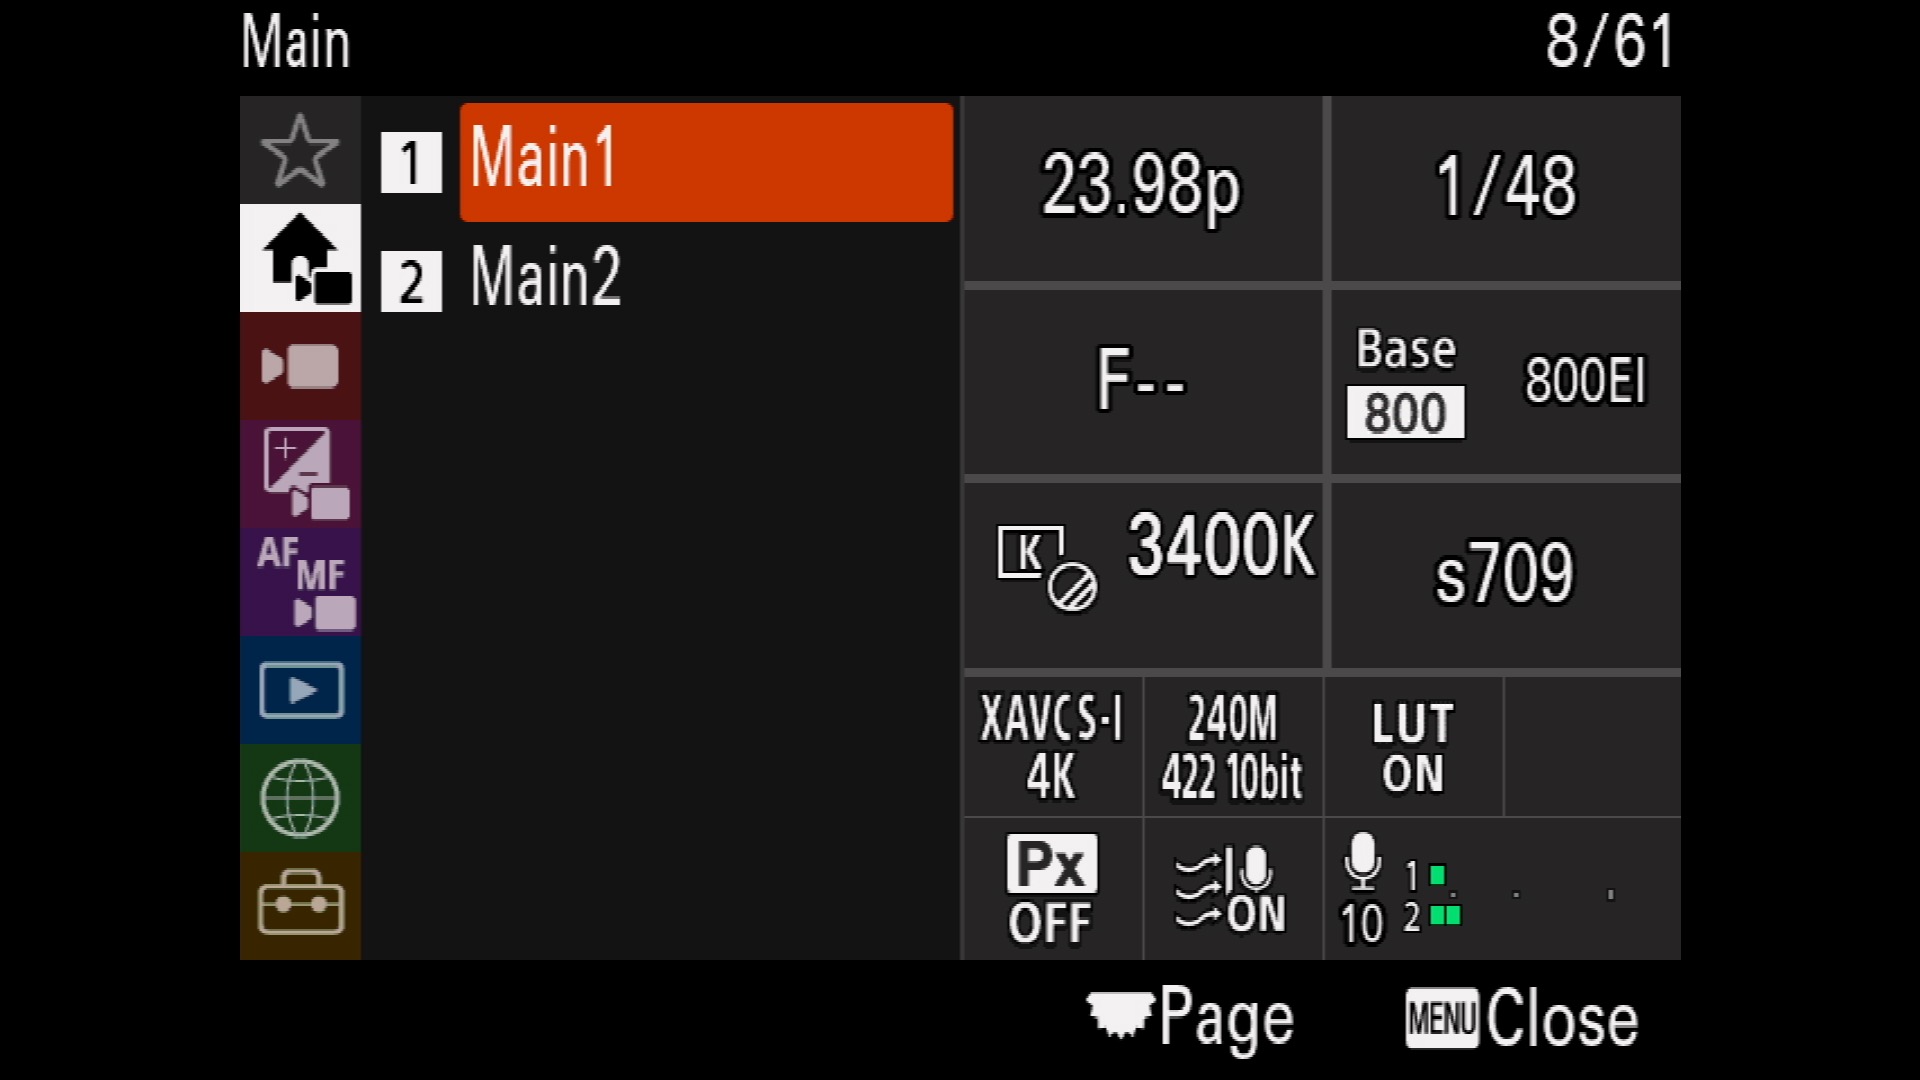 Main
8/61
1 Main1
2 Main2
AF
MF
23.98p
1/48
F--
Base
800
800EI
K
3400K
s709
XAVC S-I
4K
240M
422 10bit
LUT
ON
Px
OFF
ON
10
1
2
Page
MENU Close